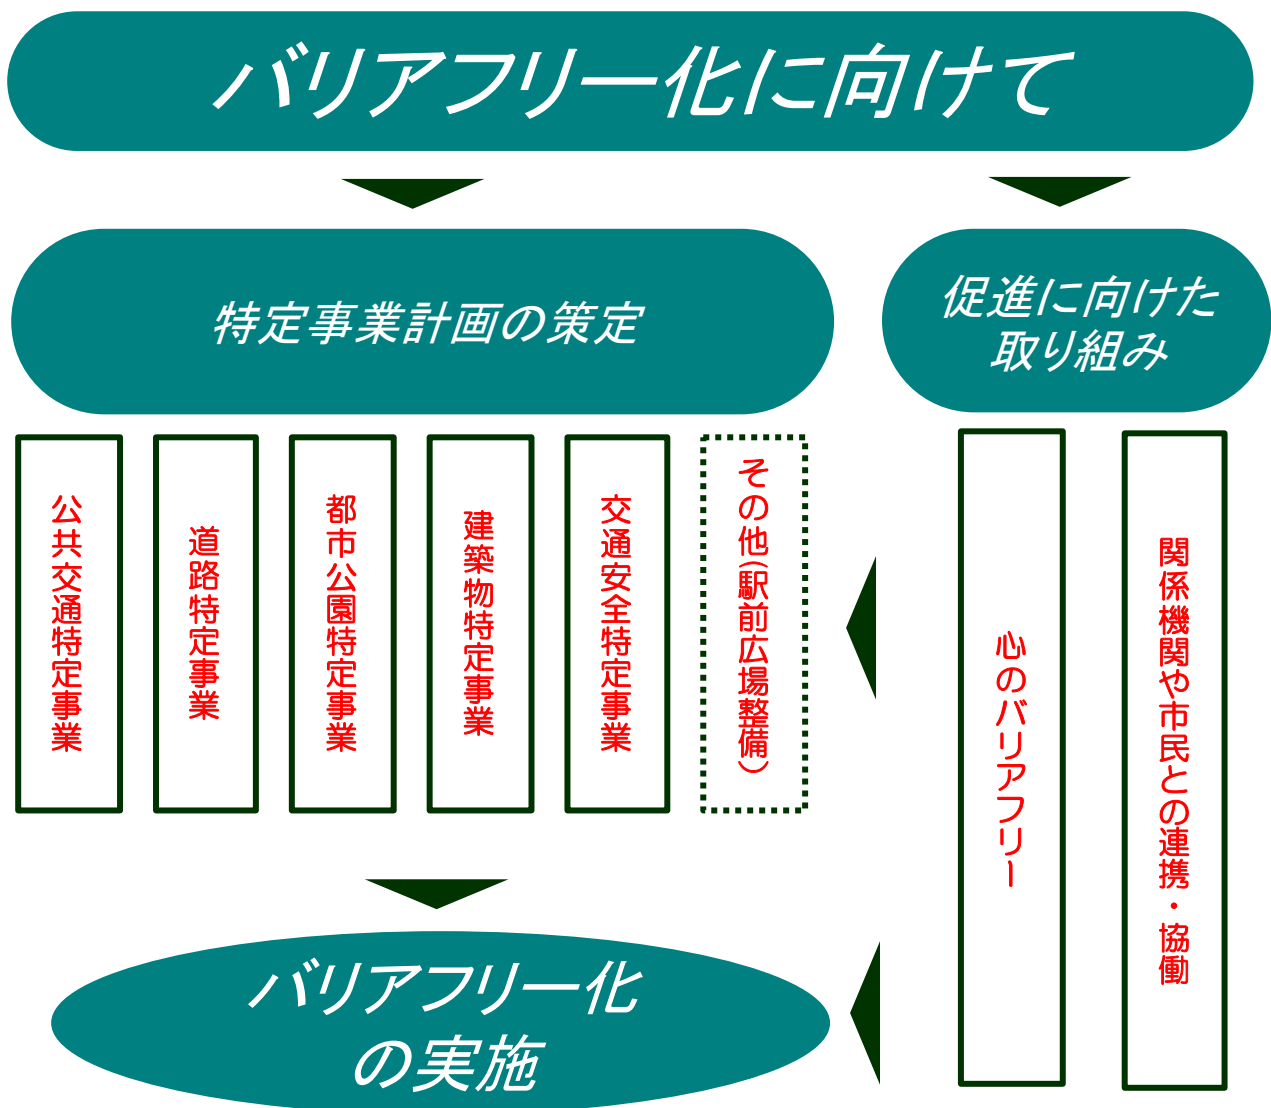 バリアフリー化に向けて
特定事業計画の策定
促進に向けた
取り組み
公共交通特定事業
道路特定事業
都市公園特定事業
建築物特定事業
交通安全特定事業
その他(駅前広場整備)
心のバリアフリー
関係機関や市民との連携・協働
バリアフリー化
の実施